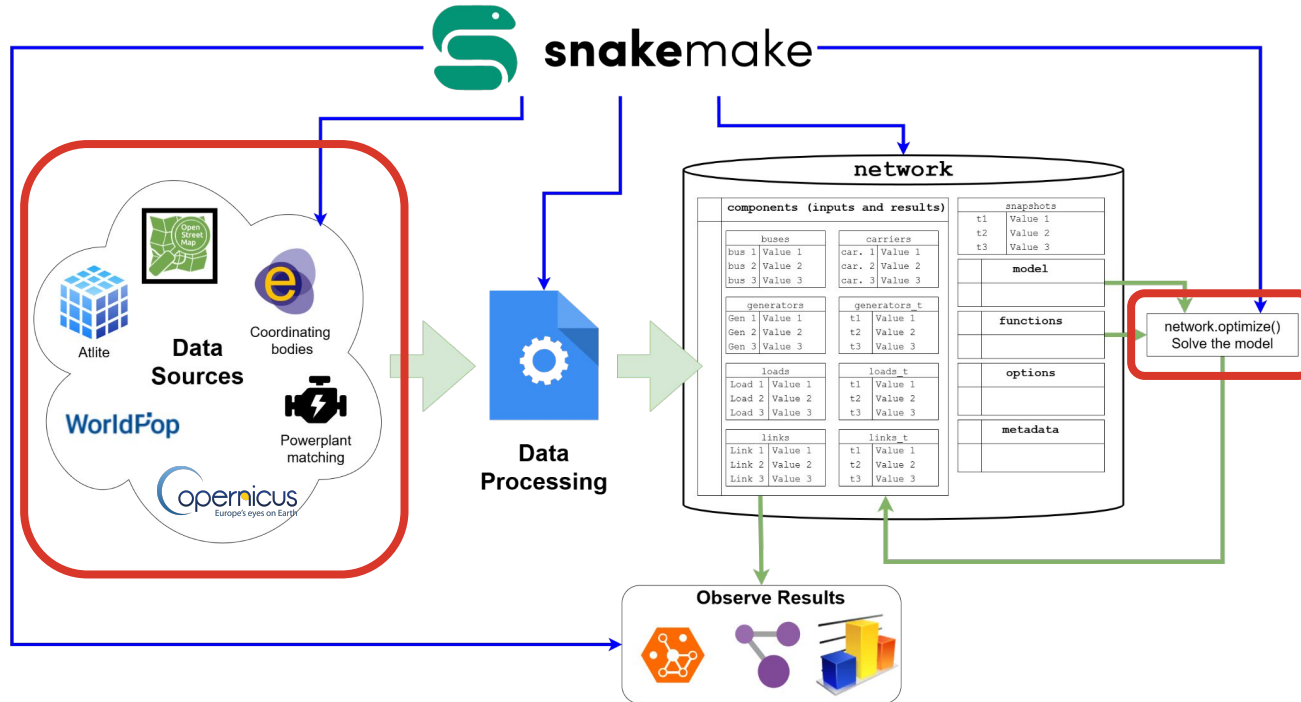 snakemake
Open
Street
Map
Atlite
Data
Sources
Coordinating
bodies
WorldPop
Powerplant
matching
Copernicus
Europe's eyes on Earth
Data
Processing
network
components (inputs and results)
buses
bus 1 Value 1
bus 2 Value 2
bus 3 Value 3
carriers
car. 1 Value 1
car. 2 Value 2
car. 3 Value 3
generators
Gen 1 Value 1
Gen 2 Value 2
Gen 3 Value 3
generators_t
t1 Value 1
t2 Value 2
t3 Value 3
loads
Load 1 Value 1
Load 2 Value 2
Load 3 Value 3
loads_t
t1 Value 1
t2 Value 2
t3 Value 3
links
Link 1 Value 1
Link 2 Value 2
Link 3 Value 3
links_t
t1 Value 1
t2 Value 2
t3 Value 3
snapshots
t1 Value 1
t2 Value 2
t3 Value 3
model
functions
options
metadata
network.optimize()
Solve the model
Observe Results